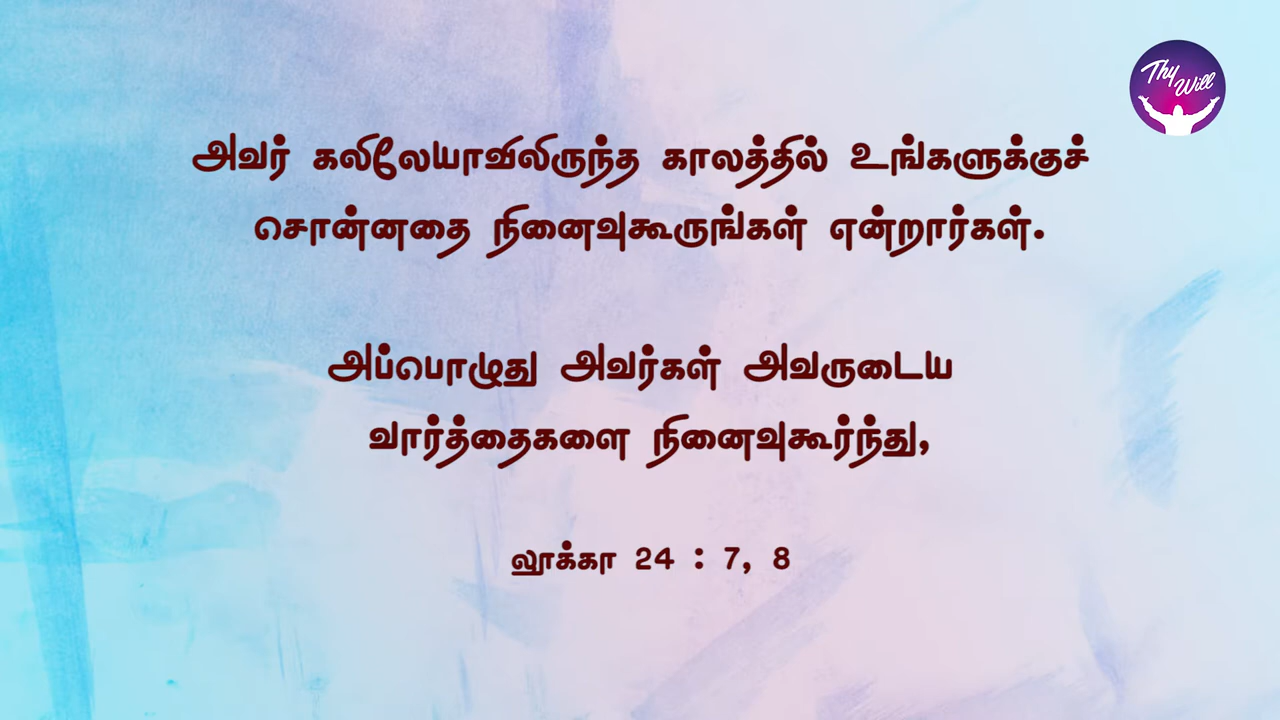 Thy
Will
அவர் கலிலேயாவிலிருந்த காலத்தில் உங்களுக்குச்
சொன்னதை நினைவுகூருங்கள் என்றார்கள்.
அப்பொழுது அவர்கள் அவருடைய
வார்த்தைகளை நினைவுகூர்ந்து,
லூக்கா 24 : 7, 8